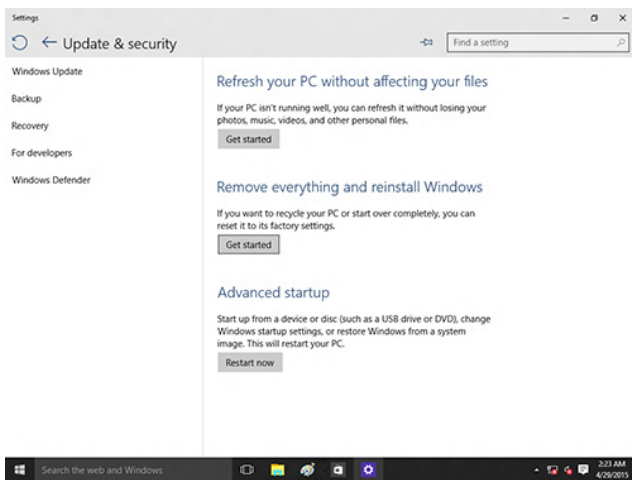 Settings
Update & security
Find a setting
Windows Update
Backup
Recovery
For developers
Windows Defender
Refresh your PC without affecting your files
If your PC isn't running well, you can refresh it without losing your
photos, music, videos, and other personal files.
Get started
Remove everything and reinstall Windows
If you want to recycle your PC or start over completely, you can
reset it to its factory settings.
Get started
Advanced startup
Start up from a device or disc (such as a USB drive or DVD), change
Windows startup settings, or restore Windows from a system
image. This will restart your PC.
Restart now
Search the web and Windows
2:23 AM
4/29/2015